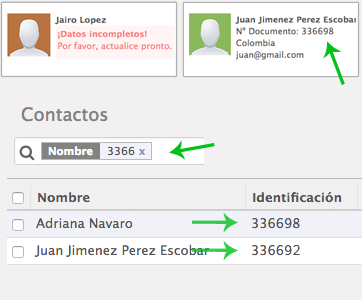 Jairo Lopez
¡Datos incompletos!
Por favor, actualice pronto.
Juan Jimenez Perez Escobar
N° Documento: 336698
Colombia
juan@gmail.com
Contactos
Nombre 3366 x
Nombre Identificación
Adriana Navaro 336698
Juan Jimenez Perez Escobar 336692